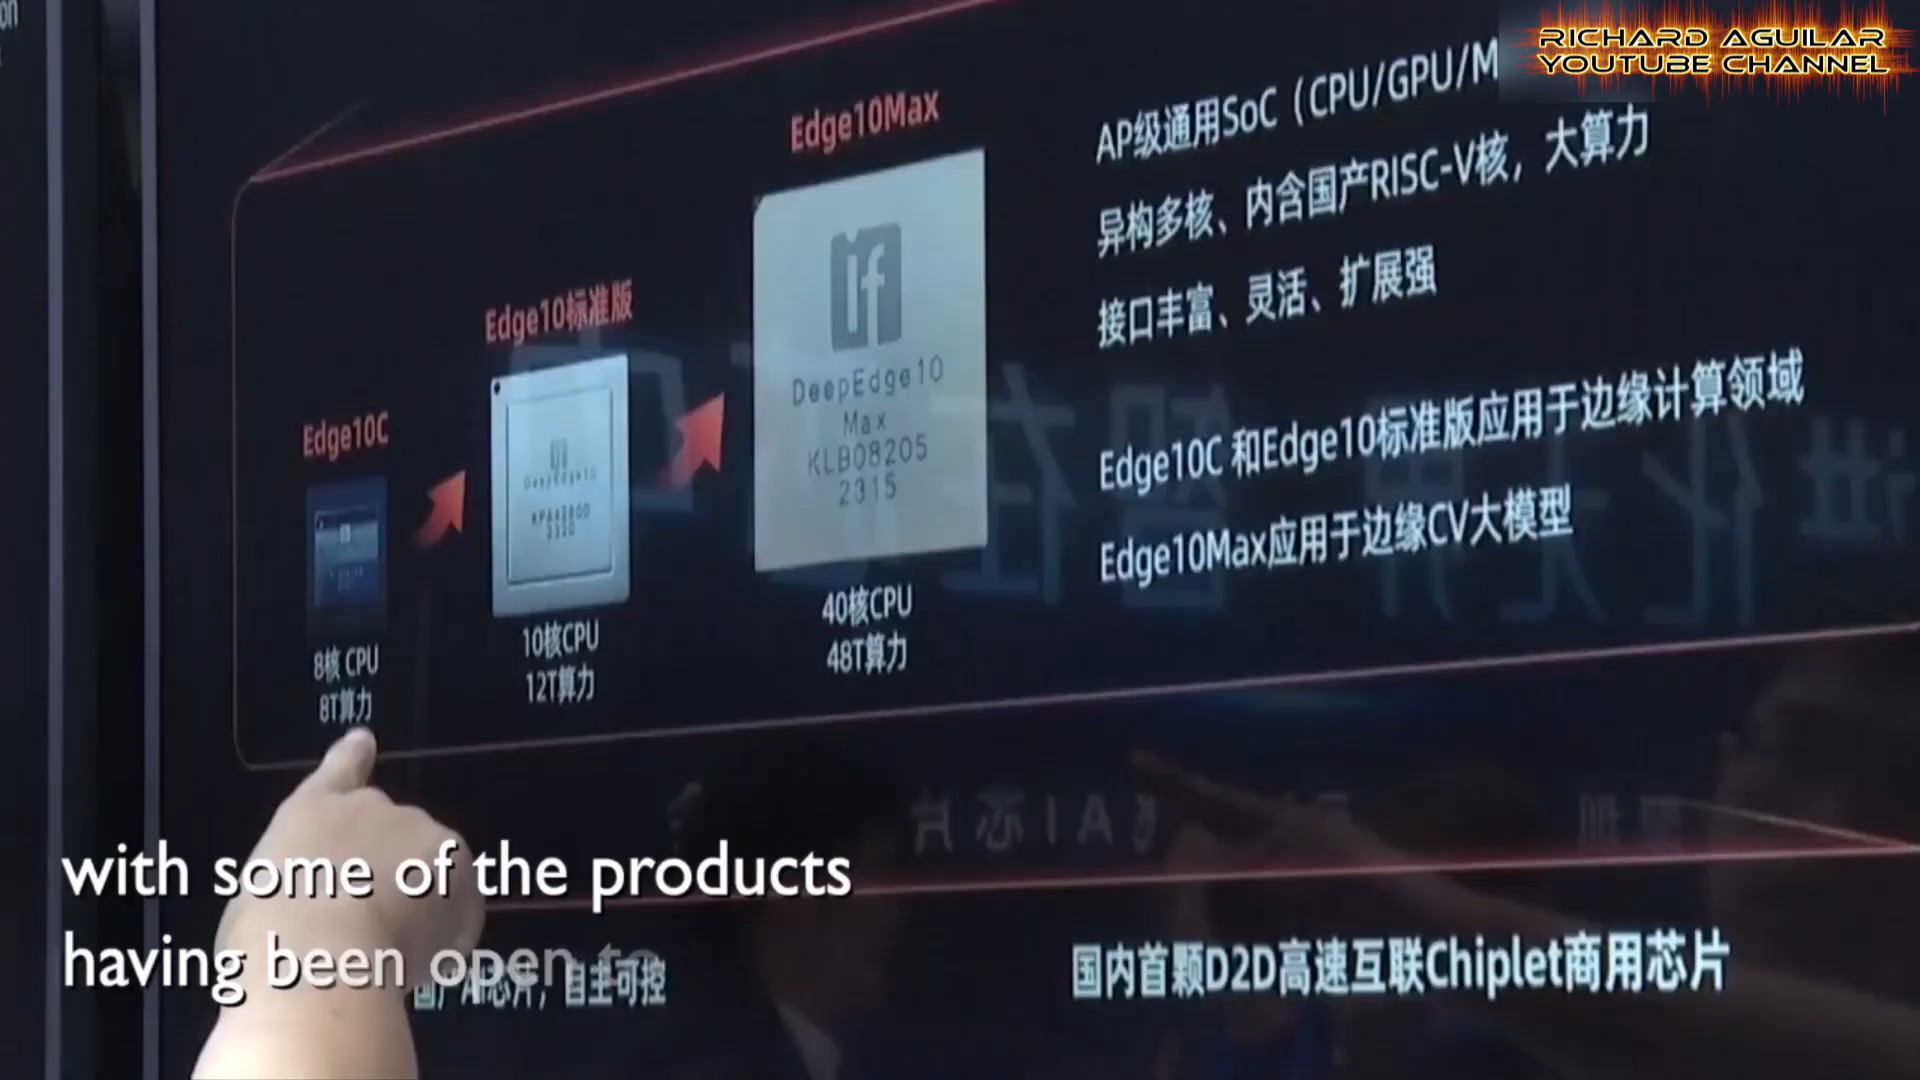 RICHARD AGUILAR
YOUTUBE CHANNEL
Edge10Max
AP级通用SoC（CPU/GPU/M
异构多核、内含国产RISC-V核，大算力
接口丰富、灵活、扩展强
Edge10标准版
DeepEdge10
Max
KLB08205
2315
Edge10C
DeepEdge10
Edge10C 和Edge10标准版应用于边缘计算领域
Edge10Max应用于边缘CV大模型
8核 CPU
8T算力
10核CPU
12T算力
40核CPU
48T算力
with some of the products
having been open to
国产AI芯片，自主可控
国内首颗D2D高速互联Chiplet商用芯片